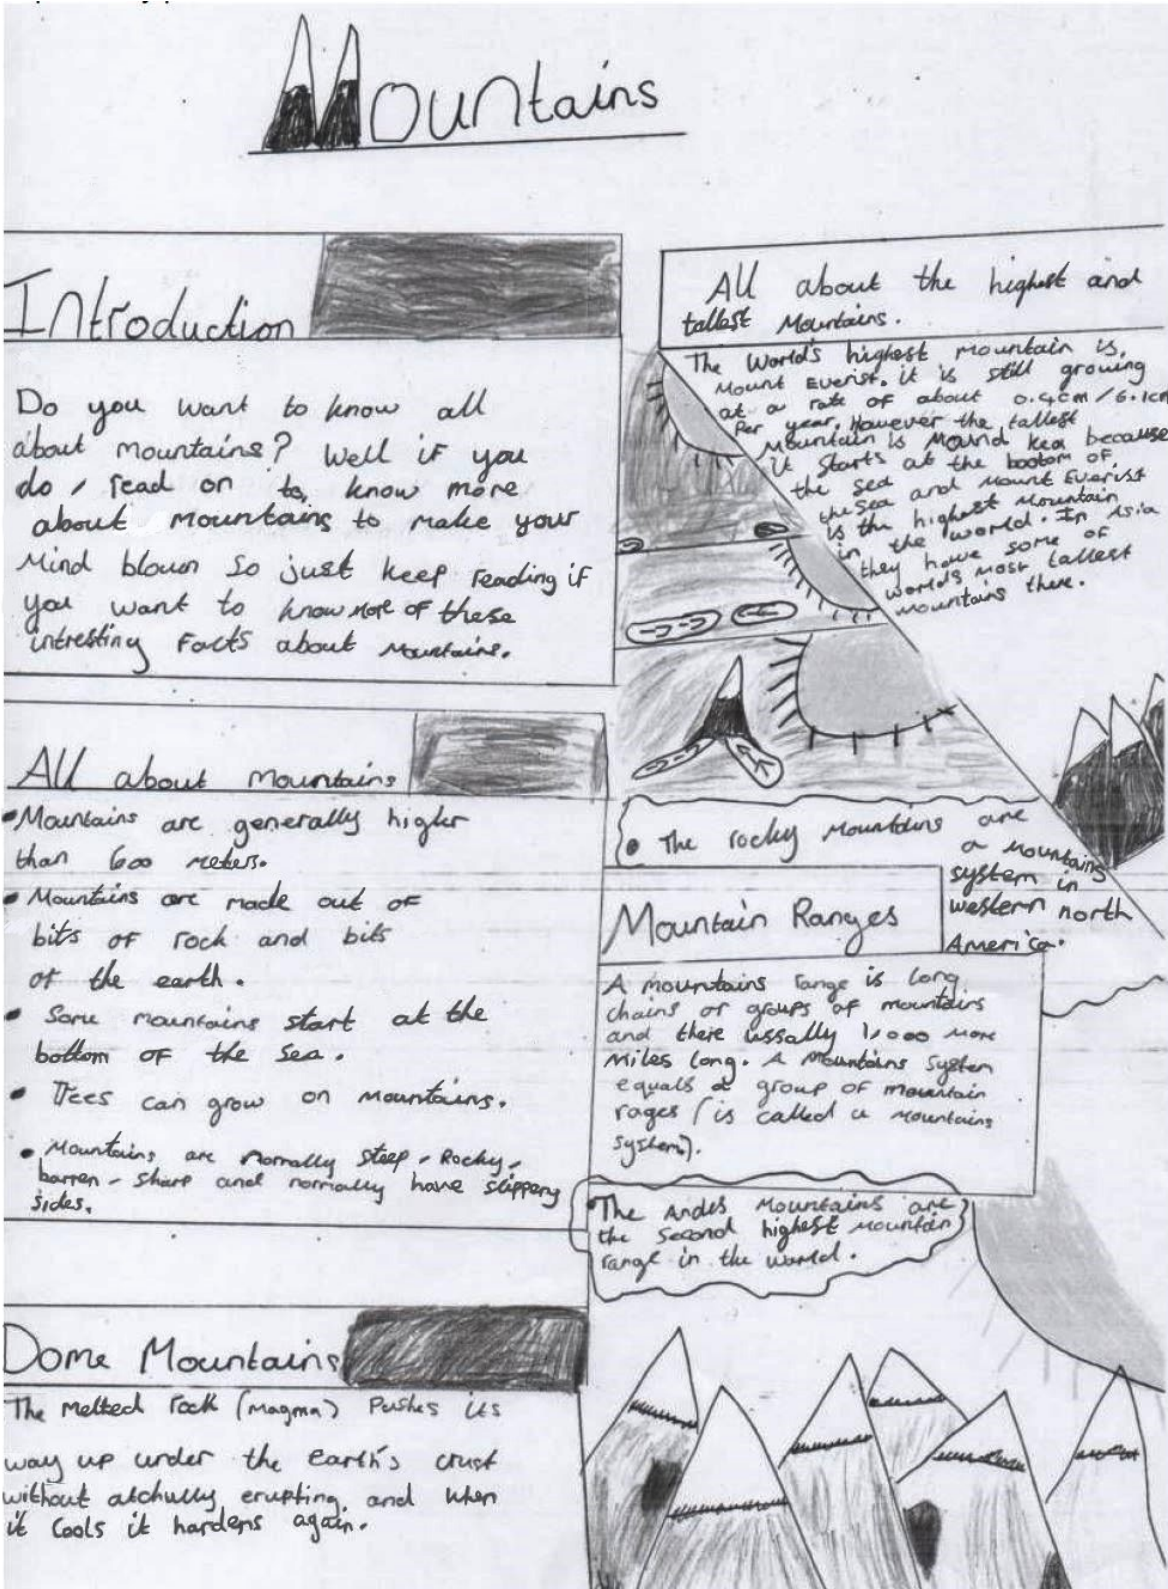 Mountains
Introduction
Do you want to know all
about mountains? Well if you
do, read on to, know more
about mountains to make your
Mind blown So just keep reading if
you want to know more of these
intresting Facts about Mountains.
All about the highest and
tallest Mountains.
The World's highest mountain is,
Mount Everist. it is still growing
at a rate of about 0.4cm/6.1cm
Per year. However the tallest
Mountain is Maund kea because
it starts at the bootom of
the sea
the Sea and Mount Everist
is the highest Mountain
in the world. In Asia
they have some of
world's most tallest
mountains there.
All about mountains
•Mountains are generally higher
than 600 meters.
•Mountains are made out of
bits of rock and bits
of the earth.
• Some mountains start at the
bottom of the sea.
• Trees can grow on Mountains.
• Mountains are Normally steep, Rocky,
barren, sharp and normally have slippery
sides.
• The rocky Mountains are
a mountains
system in
western north
America.
Mountain Ranges
A mountains range is long
chains or groups of mountains
and there ussally 1,000 more
Miles long. A Mountains System
equals a group of mountain
rages (is called a mountains
system).
•The Andes Mountains are
the second highest mountain
range in the world.
Dome Mountains
The Melted rock (Magma) Pushes its
way up under the Earth's crust
without atchully erupting, and when
it Cools it hardens again.